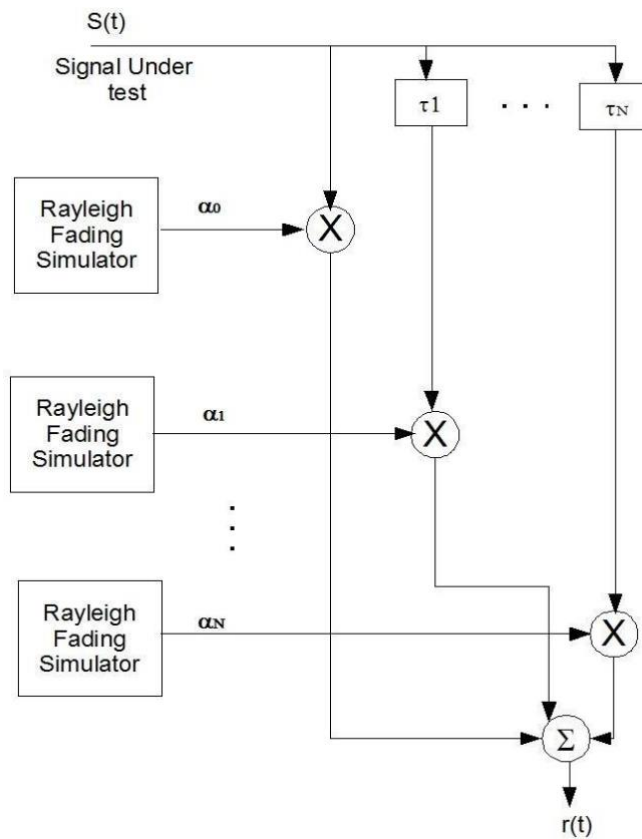 S(t)
Signal Under
test
τ1
. . .
τN
Rayleigh
Fading
Simulator
α0
X
Rayleigh
Fading
Simulator
α1
X
.
.
.
Rayleigh
Fading
Simulator
αN
X
Σ
r(t)